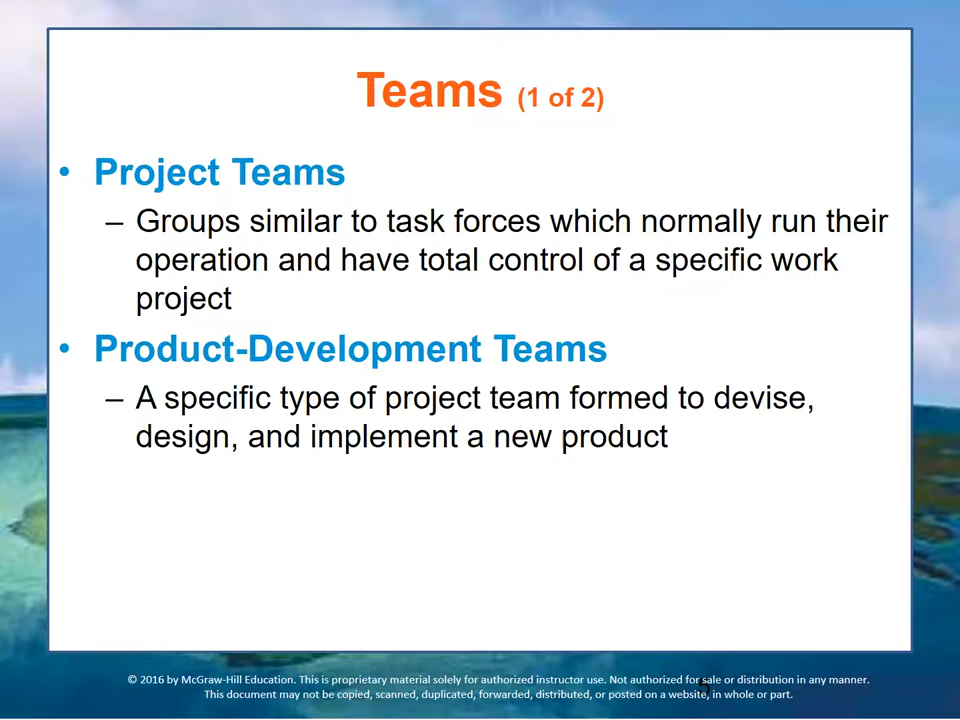 Teams (1 of 2)
• Project Teams
– Groups similar to task forces which normally run their
operation and have total control of a specific work
project
• Product-Development Teams
– A specific type of project team formed to devise,
design, and implement a new product
© 2016 by McGraw-Hill Education. This is proprietary material solely for authorized instructor use. Not authorized for sale or distribution in any manner.
This document may not be copied, scanned, duplicated, forwarded, distributed, or posted on a website, in whole or part.
5